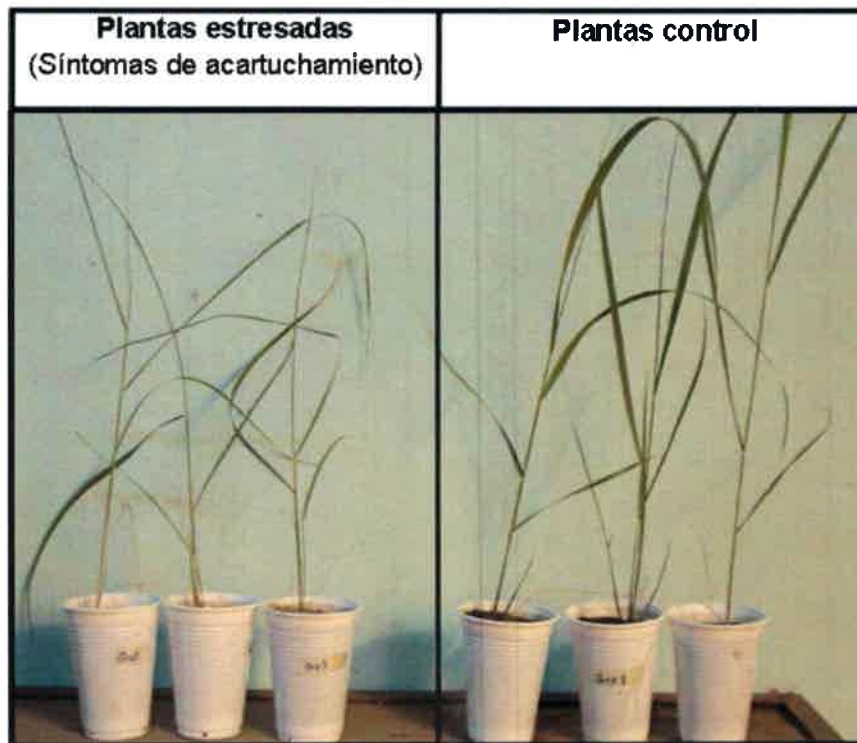 Plantas estresadas
(Síntomas de acartuchamiento)
Plantas control